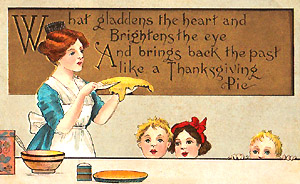 What gladdens the heart and
Brightens the eye
And brings back the past
like a Thanksgiving
Pie